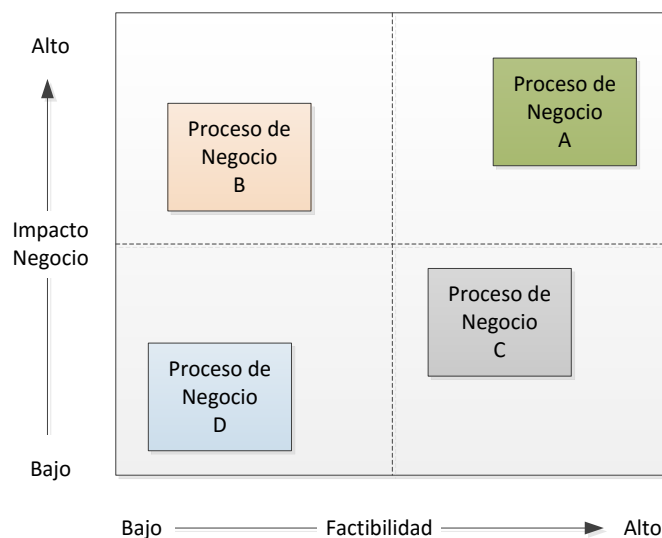 Alto
Proceso de
Negocio
A
Proceso de
Negocio
B
Impacto
Negocio
Proceso de
Negocio
C
Proceso de
Negocio
D
Bajo
Bajo Factibilidad Alto